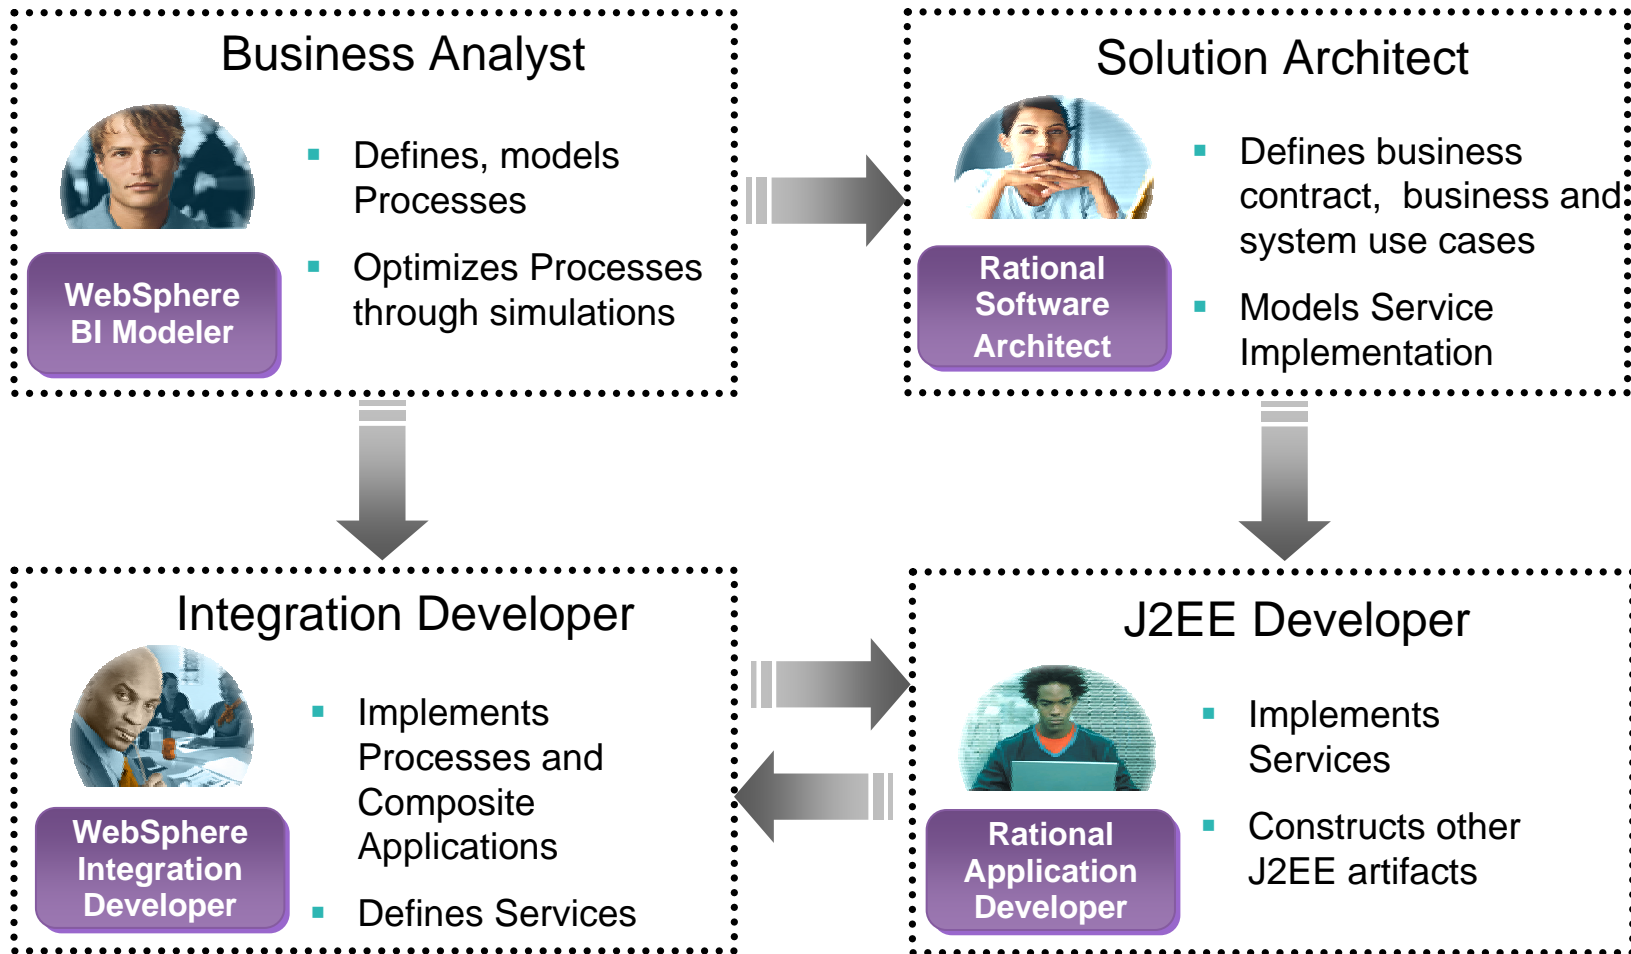 Business Analyst
Defines, models
Processes
Optimizes Processes
through simulations
WebSphere
BI Modeler
Solution Architect
Defines business
contract, business and
system use cases
Models Service
Implementation
Rational
Software
Architect
Integration Developer
Implements
Processes and
Composite
Applications
Defines Services
WebSphere
Integration
Developer
J2EE Developer
Implements
Services
Constructs other
J2EE artifacts
Rational
Application
Developer